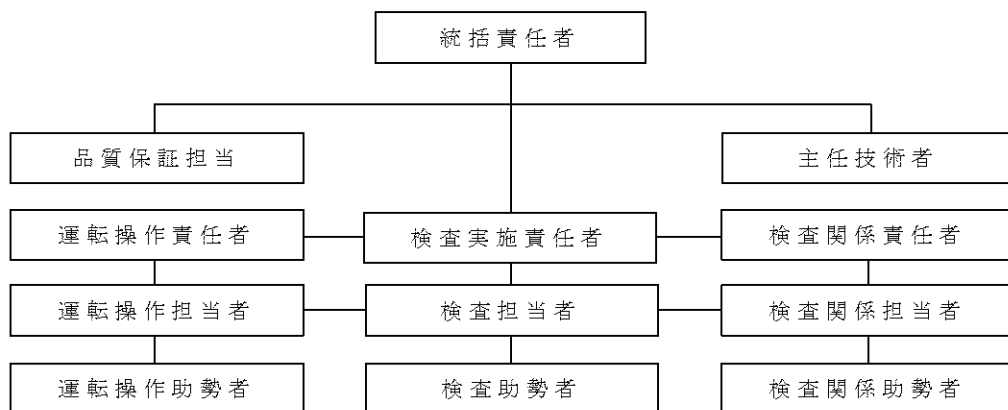 統括責任者
品質保証担当
主任技術者
運転操作責任者
検査実施責任者
検査関係責任者
運転操作担当者
検査担当者
検査関係担当者
運転操作助勢者
検査助勢者
検査関係助勢者